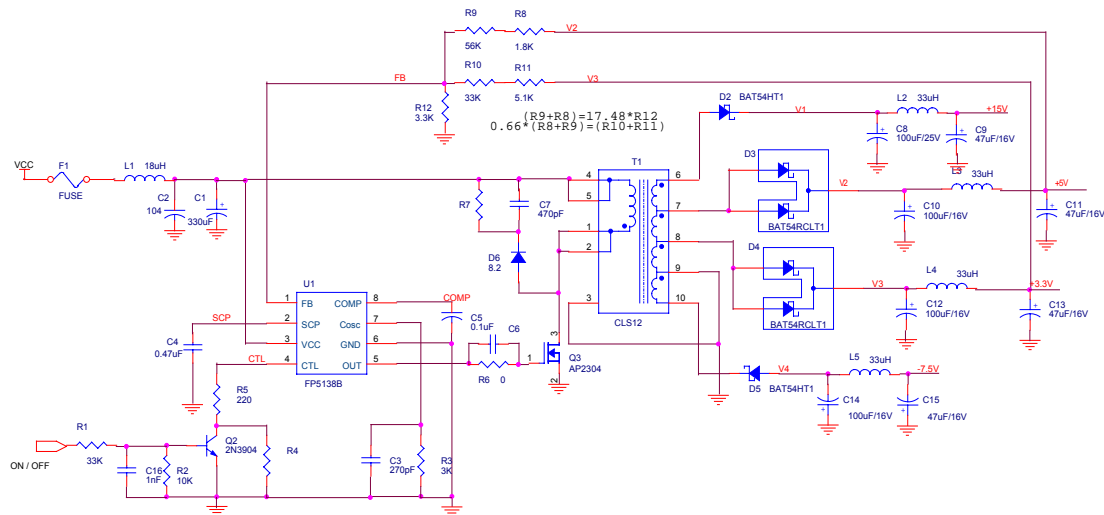 R9
R8
V2
56K
1.8K
FB
R10
R11
V3
33K
5.1K
R12
3.3K
(R9+R8)=17.48*R12
0.66*(R8+R9)=(R10+R11)
D2
BAT54HT1
V1
L2
33uH
+15V
C8
100uF/25V
C9
47uF/16V
VCC
F1
FUSE
L1
18uH
C2
104
C1
330uF
R7
C7
470pF
D6
8.2
T1
4
5
1
2
3
6
7
8
9
10
CLS12
D3
BAT54RCLT1
V2
L3
33uH
+5V
C10
100uF/16V
C11
47uF/16V
D4
BAT54RCLT1
V3
L4
33uH
+3.3V
C12
100uF/16V
C13
47uF/16V
U1
1
FB
COMP
8
COMP
SCP
2
SCP
Cosc
7
3
VCC
GND
6
CTL
4
CTL
OUT
5
FP5138B
C4
0.47uF
C5
0.1uF
C6
R6
0
1
3
2
Q3
AP2304
D5
BAT54HT1
V4
L5
33uH
-7.5V
C14
100uF/16V
C15
47uF/16V
R5
220
R1
33K
ON / OFF
C16
1nF
R2
10K
Q2
2N3904
R4
C3
270pF
R3
3K